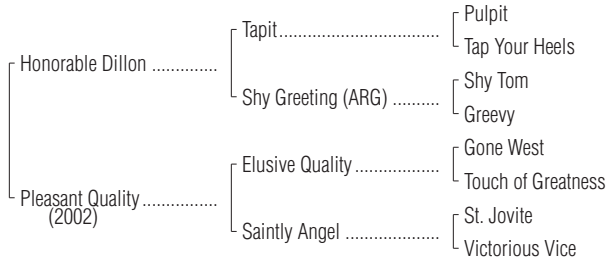 Pulpit
Tapit
Tap Your Heels
Honorable Dillon
Shy Tom
Shy Greeting (ARG)
Greevy
Gone West
Elusive Quality
Touch of Greatness
Pleasant Quality
(2002)
St. Jovite
Saintly Angel
Victorious Vice